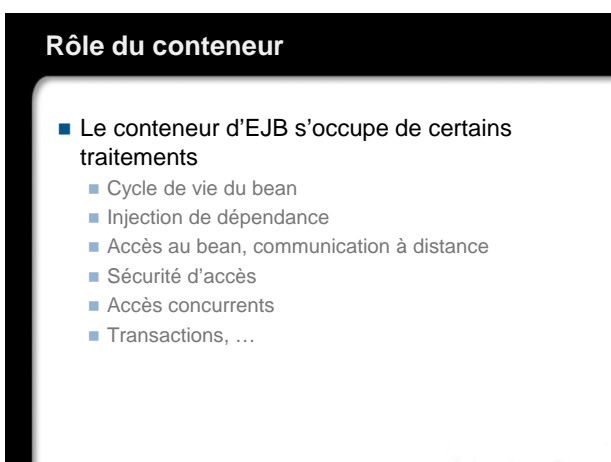 Rôle du conteneur
Le conteneur d'EJB s'occupe de certains
traitements
Cycle de vie du bean
Injection de dépendance
Accès au bean, communication à distance
Sécurité d'accès
Accès concurrents
Transactions, …